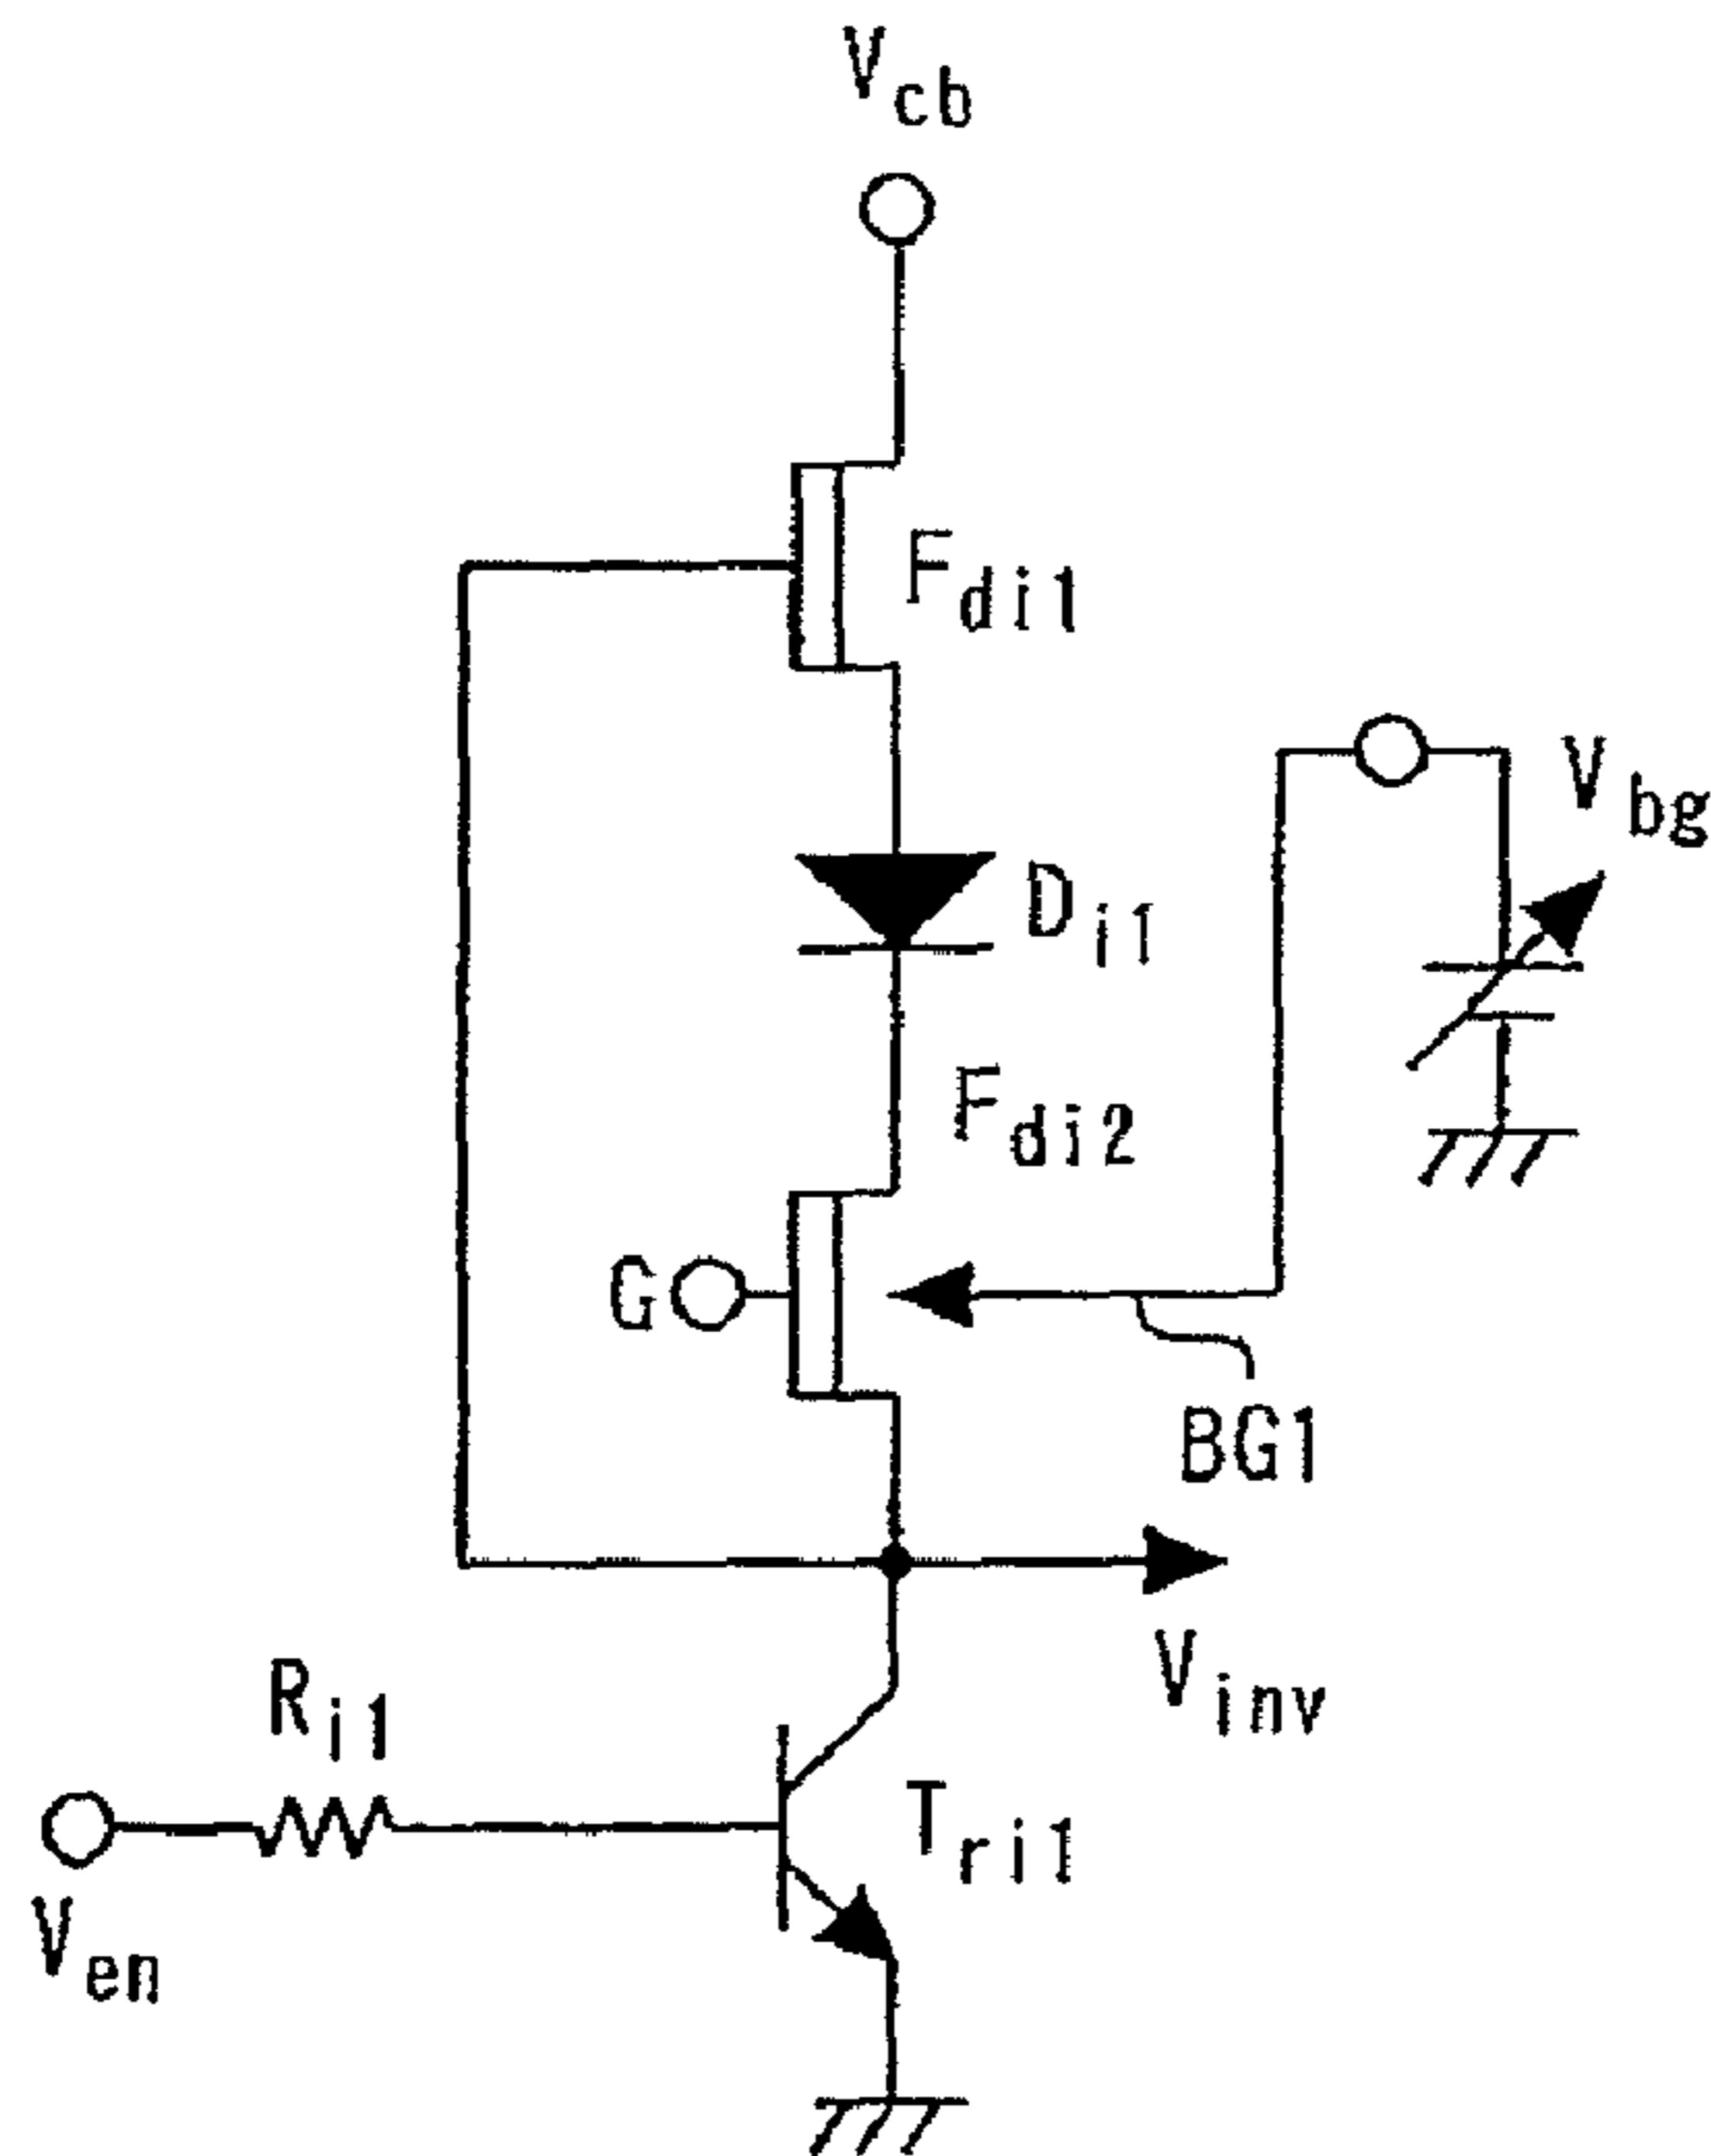 Vcb
Fdi1
Vbg
Di1
Fdi2
G
BG1
Vinv
Ri1
Tri1
Ven